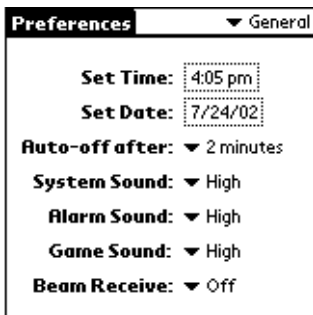 Preferences ▼ General
Set Time: 4:05 pm
Set Date: 7/24/02
Auto-off after: ▼ 2 minutes
System Sound: ▼ High
Alarm Sound: ▼ High
Game Sound: ▼ High
Beam Receive: ▼ Off